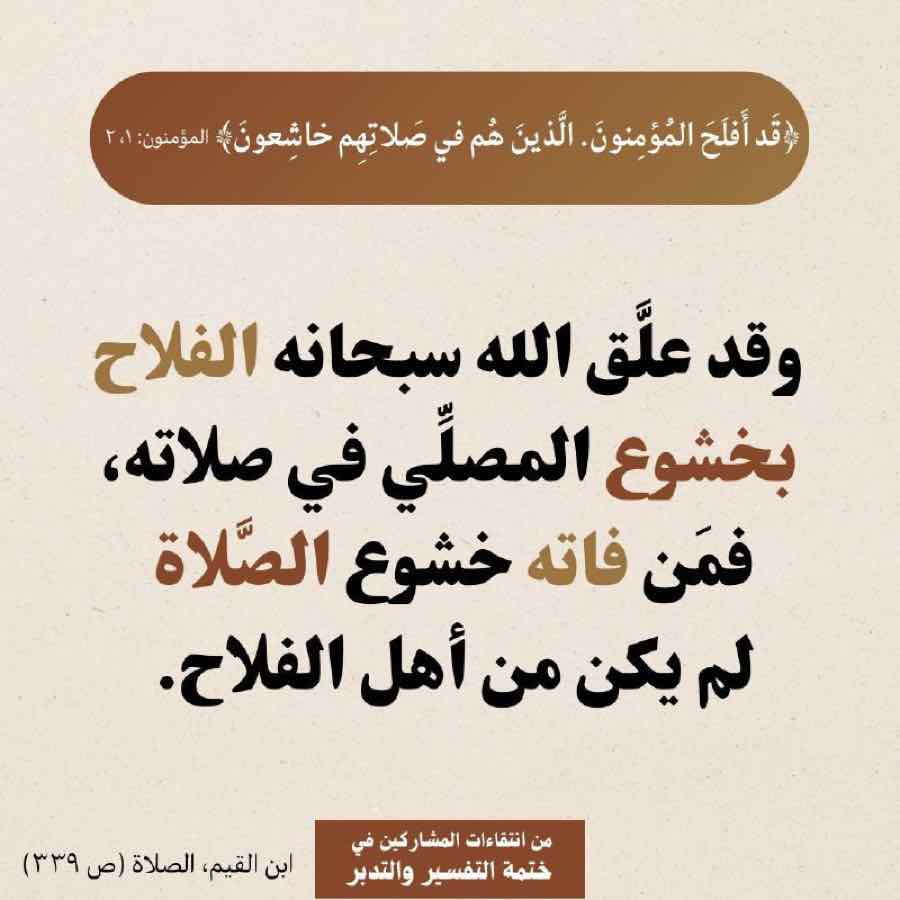 ﴿قَد أَفلَحَ المُؤمِنونَ. الَّذينَ هُم في صَلاتِهِم خاشِعونَ﴾ المؤمنون: ١، ٢
وقد علَّق الله سبحانه الفلاح
بخشوع المصلِّي في صلاته،
فمَن فاته خشوع الصَّلاة
لم يكن من أهل الفلاح.
من انتقاءات المشاركين في
ختمة التفسير والتدبر
ابن القيم، الصلاة (ص ٣٣٩)